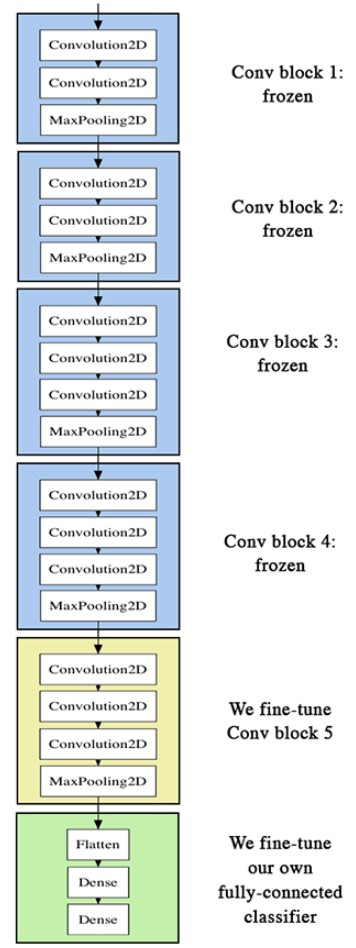 Convolution2D
Convolution2D
MaxPooling2D
Conv block 1:
frozen
Convolution2D
Convolution2D
MaxPooling2D
Conv block 2:
frozen
Convolution2D
Convolution2D
Convolution2D
MaxPooling2D
Conv block 3:
frozen
Convolution2D
Convolution2D
Convolution2D
MaxPooling2D
Conv block 4:
frozen
Convolution2D
Convolution2D
Convolution2D
MaxPooling2D
We fine-tune
Conv block 5
Flatten
Dense
Dense
We fine-tune
our own
fully-connected
classifier